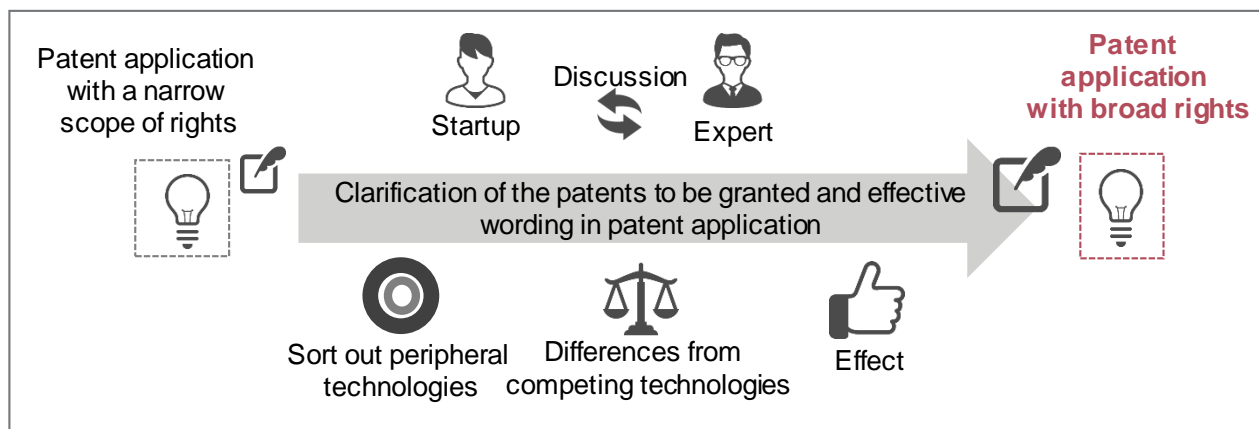 Patent application
with a narrow
scope of rights
Discussion
Startup
Expert
Patent
application
with broad rights
Clarification of the patents to be granted and effective
wording in patent application
Sort out peripheral
technologies
Differences from
competing technologies
Effect